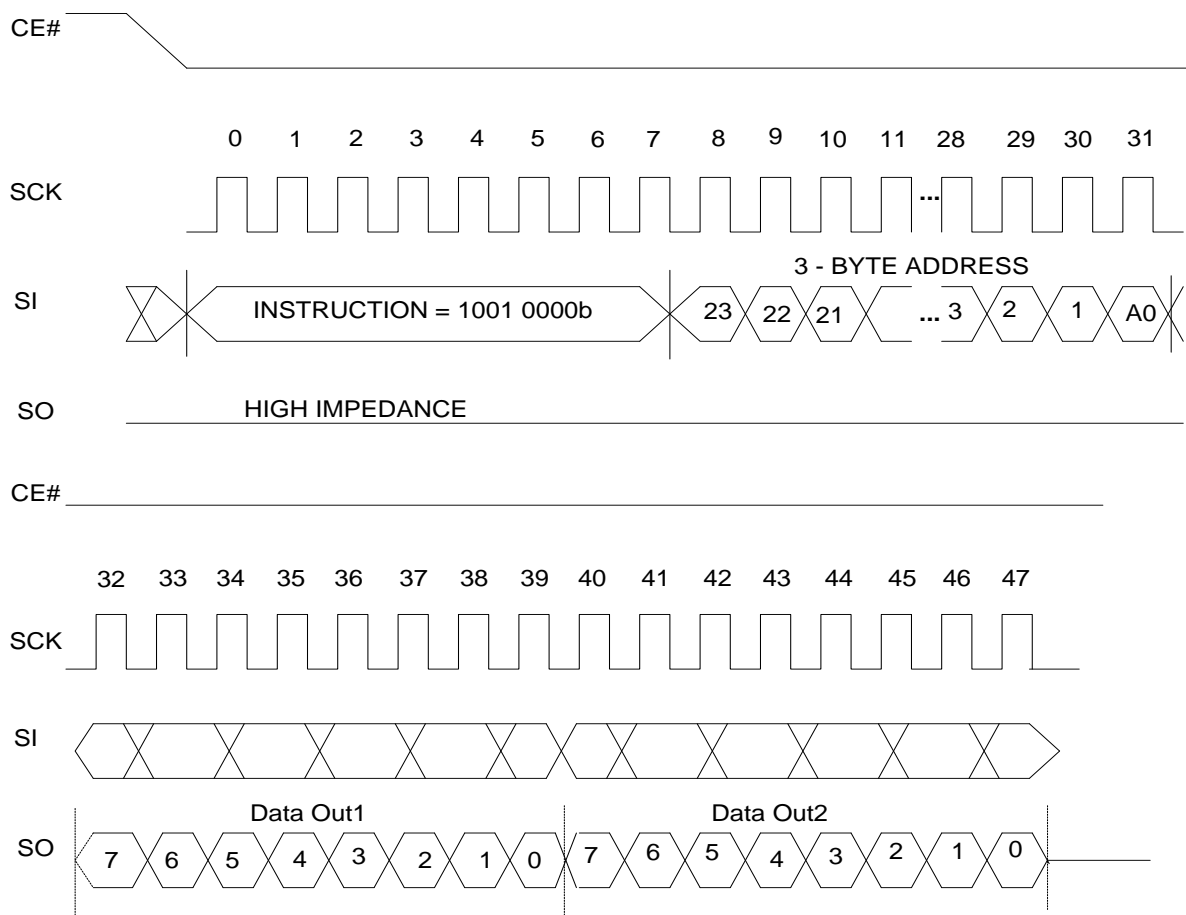 CE#
0 1 2 3 4 5 6 7 8 9 10 11 28 29 30 31
SCK ...
3 - BYTE ADDRESS
SI INSTRUCTION = 1001 0000b 23 22 21 ... 3 2 1 A0
SO HIGH IMPEDANCE
CE#
32 33 34 35 36 37 38 39 40 41 42 43 44 45 46 47
SCK
SI
Data Out1 Data Out2
SO 7 6 5 4 3 2 1 0 7 6 5 4 3 2 1 0